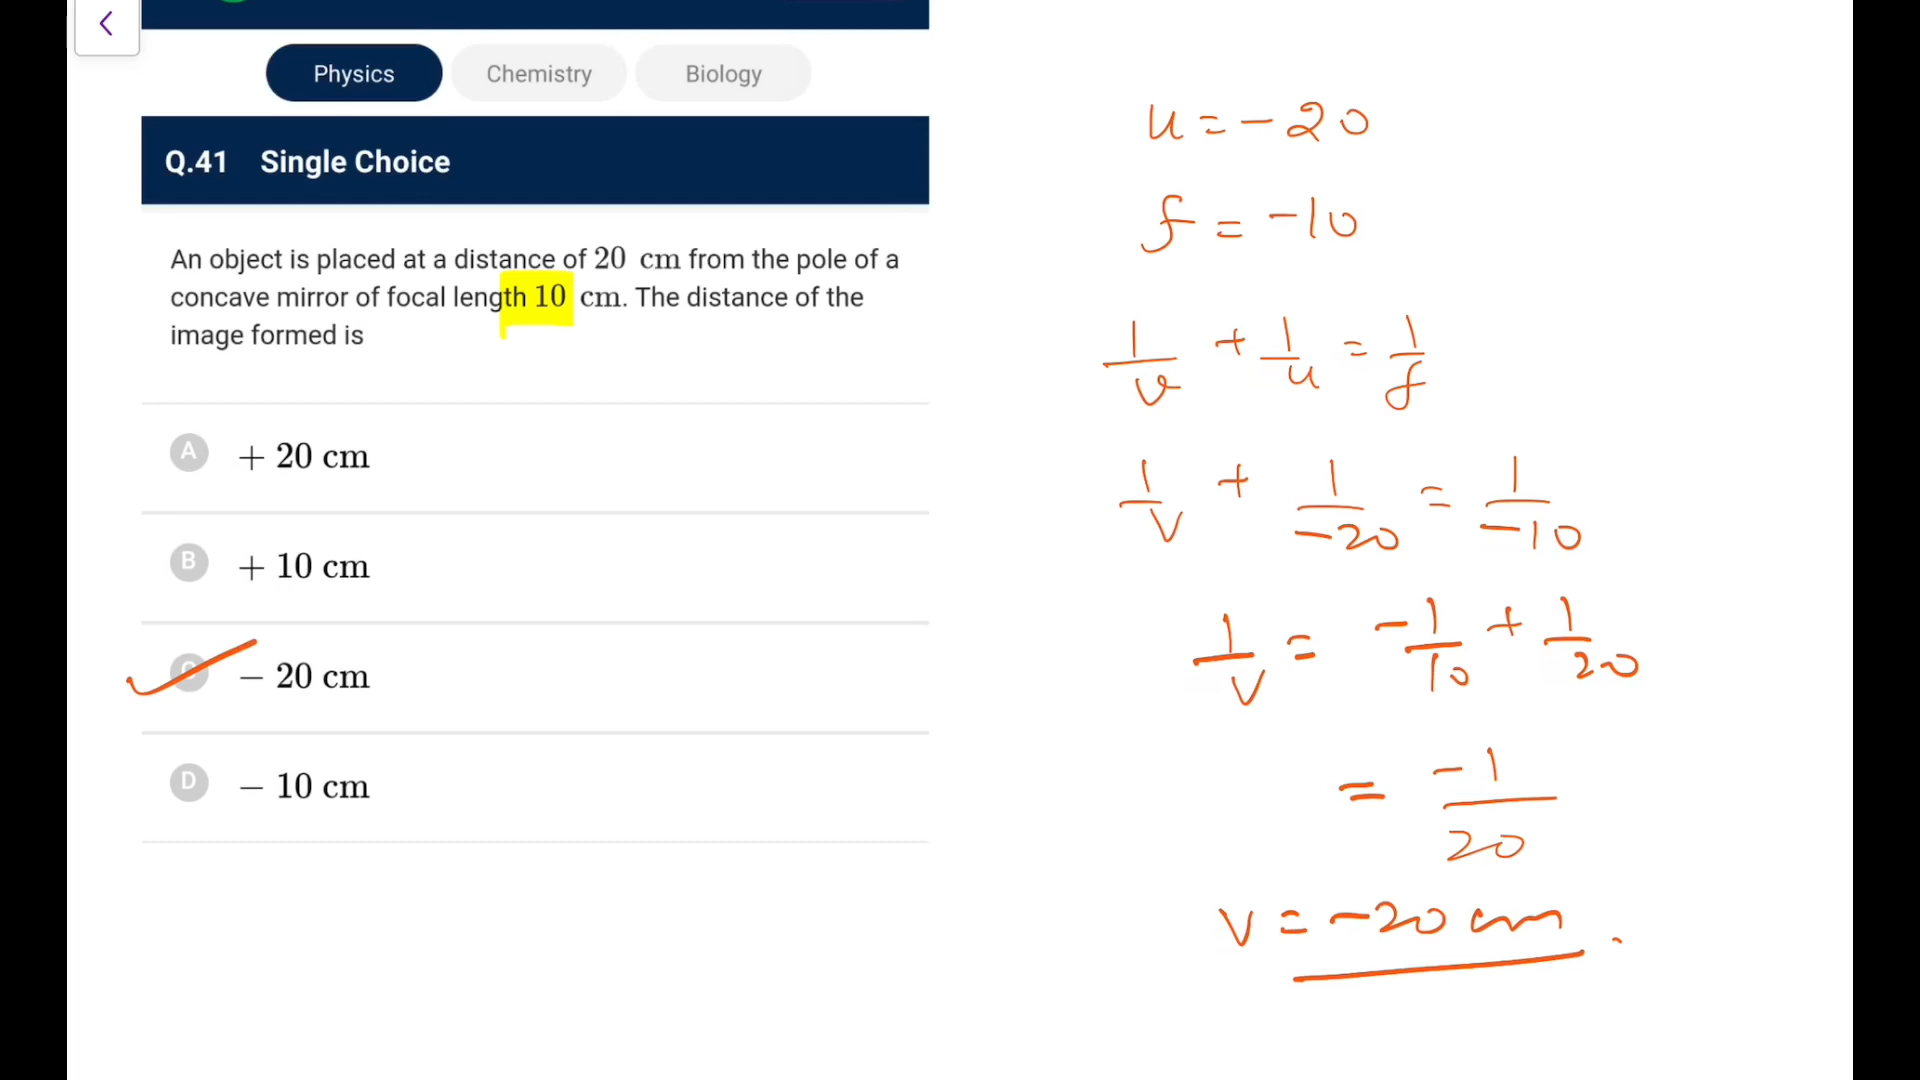 Physics Chemistry Biology
Q.41 Single Choice
An object is placed at a distance of 20 cm from the pole of a
concave mirror of focal length 10 cm. The distance of the
image formed is
A + 20 cm
B + 10 cm
C − 20 cm
D − 10 cm
u = -20
f = -10
1/v + 1/u = 1/f
1/v + 1/-20 = 1/-10
1/v = -1/10 + 1/20
= -1/20
v = -20 cm.